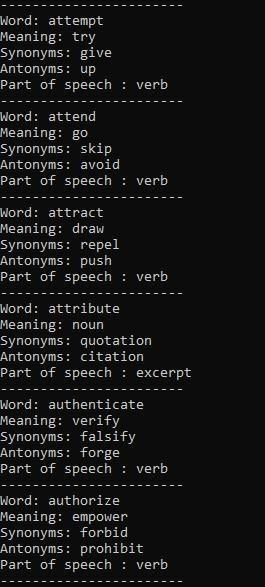 -----------------------
Word: attempt
Meaning: try
Synonyms: give
Antonyms: up
Part of speech : verb
-----------------------
Word: attend
Meaning: go
Synonyms: skip
Antonyms: avoid
Part of speech : verb
-----------------------
Word: attract
Meaning: draw
Synonyms: repel
Antonyms: push
Part of speech : verb
-----------------------
Word: attribute
Meaning: noun
Synonyms: quotation
Antonyms: citation
Part of speech : excerpt
-----------------------
Word: authenticate
Meaning: verify
Synonyms: falsify
Antonyms: forge
Part of speech : verb
-----------------------
Word: authorize
Meaning: empower
Synonyms: forbid
Antonyms: prohibit
Part of speech : verb
-----------------------